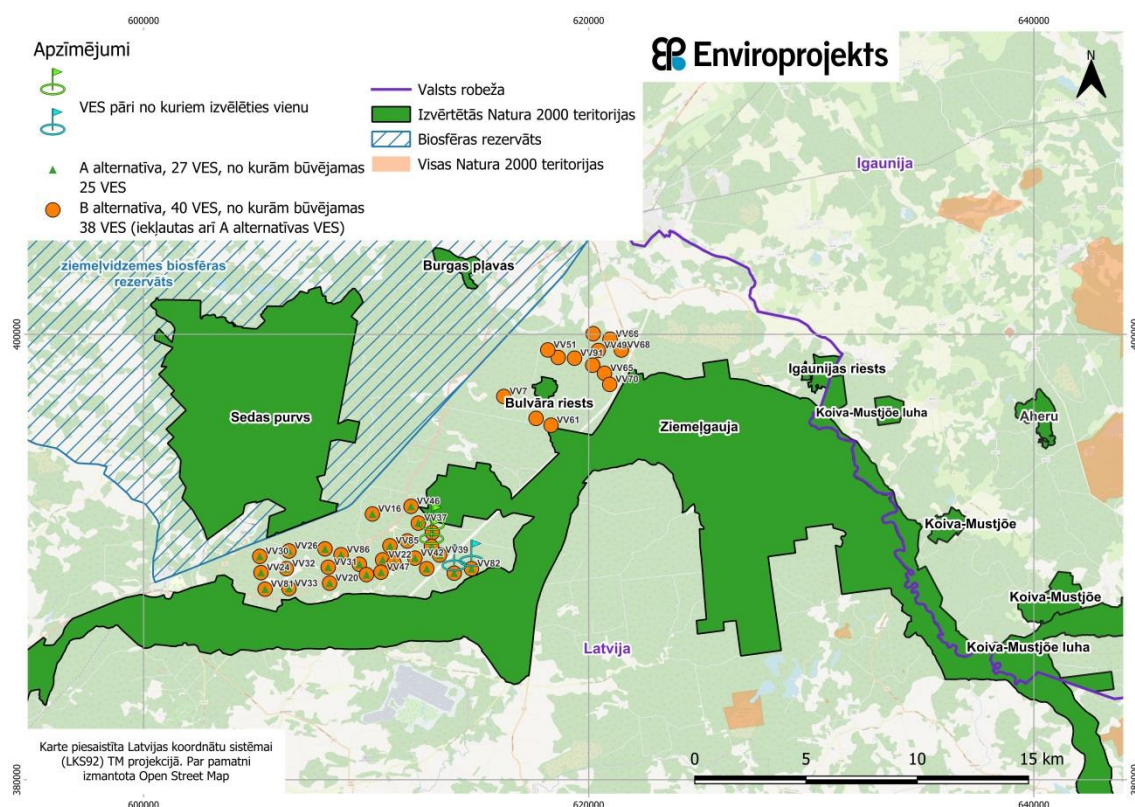 600000
620000
640000
Apzīmējumi
VES pāri no kuriem izvēlēties vienu
A alternatīva, 27 VES, no kurām būvējamas
25 VES
B alternatīva, 40 VES, no kurām būvējamas
38 VES (iekļautas arī A alternatīvas VES)
Valsts robeža
Izvērtētās Natura 2000 teritorijas
Biosfēras rezervāts
Visas Natura 2000 teritorijas
Enviroprojekts
N
Igaunija
ziemeļvidzemes biosfēras
rezervāts
Burgas pļavas
400000
400000
VV66
VV51
VV49
VV68
VV91
VV65
VV70
VV7
Bulvāra riests
VV61
Sedas purvs
Ziemeļgauja
Igaunijas riests
Koiva-Mustjõe luha
Aheru
VV46
VV16
VV37
VV85
VV39
VV30
VV26
VV86
VV22
VV42
VV82
VV24
VV32
VV31
VV47
VV20
VV81
VV33
Koiva-Mustjõe
Koiva-Mustjõe
Koiva-Mustjõe luha
Latvija
Karte piesaistīta Latvijas koordnātu sistēmai
(LKS92) TM projekcijā. Par pamatni
izmantota Open Street Map
0
5
10
15 km
380000
380000
600000
620000
640000